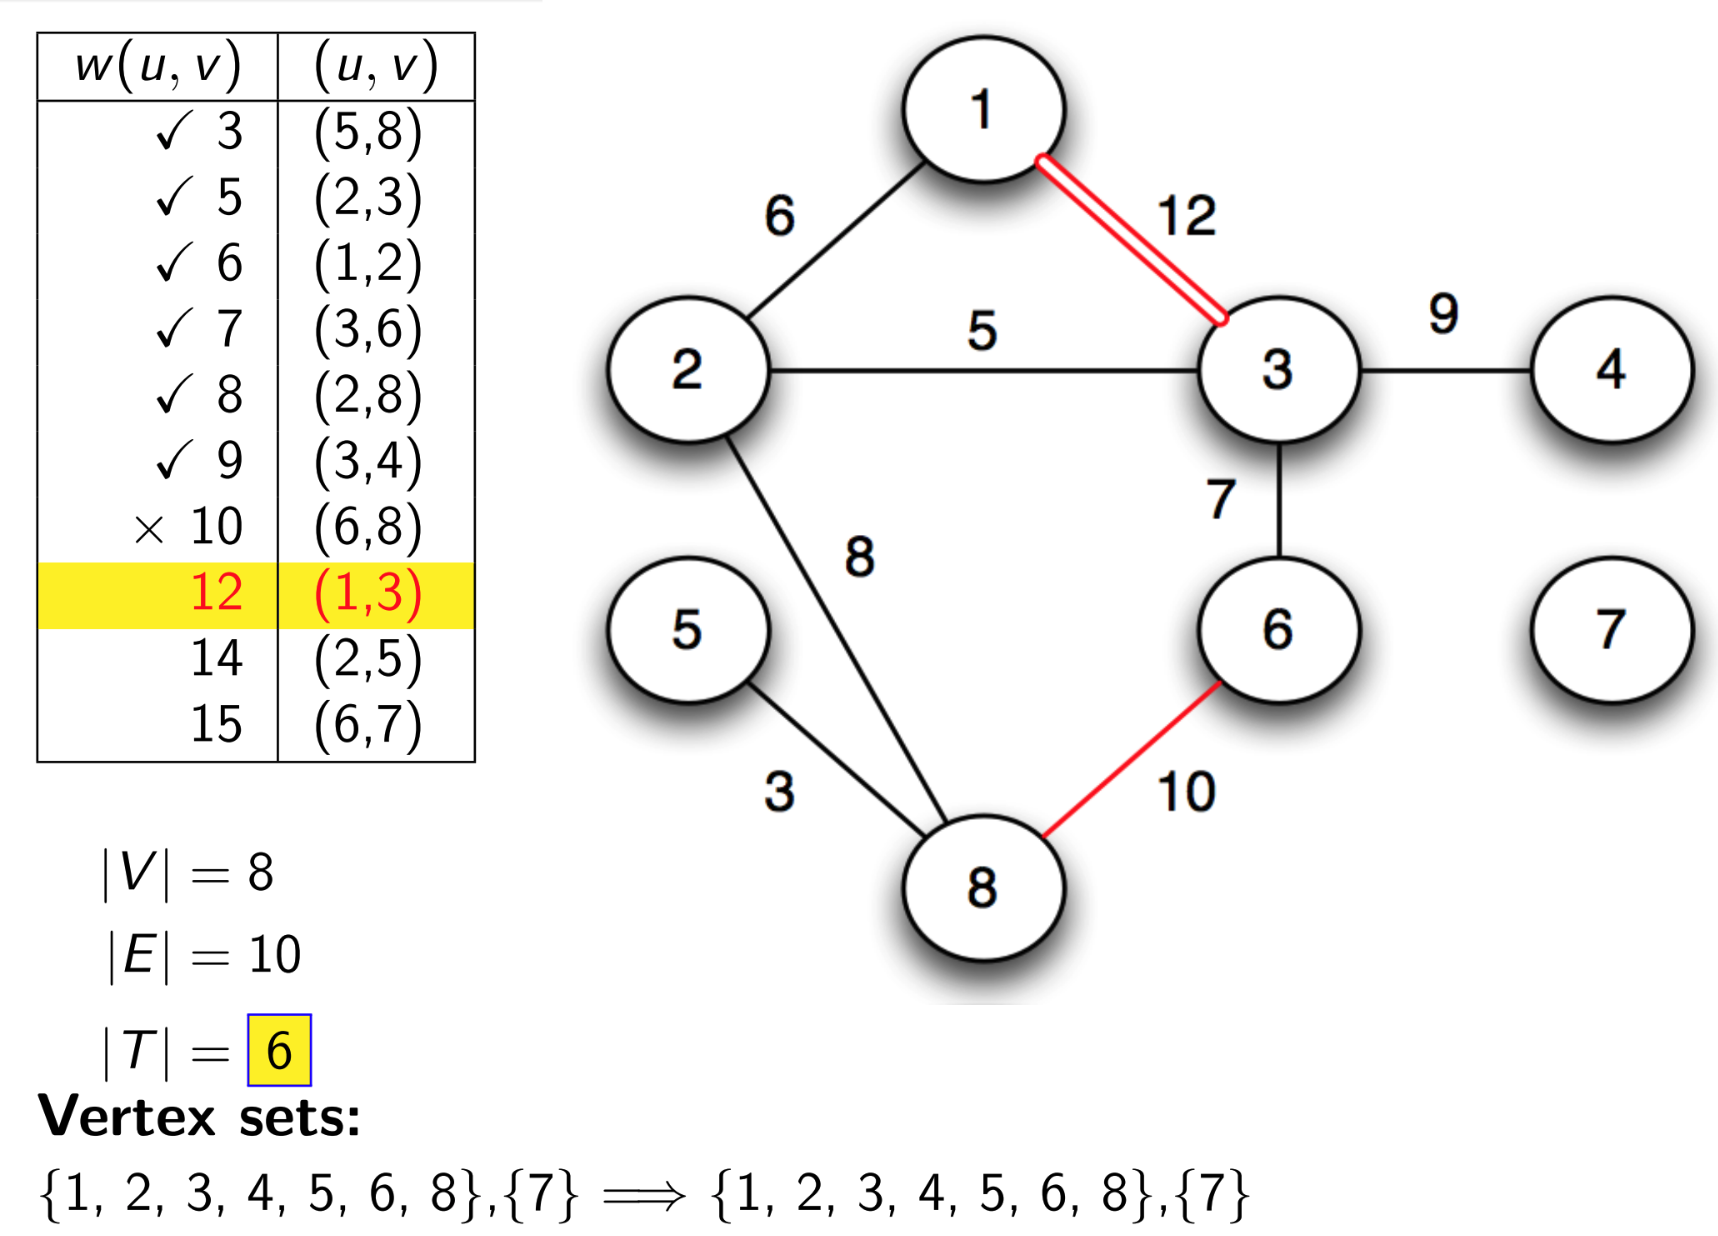 w(u, v) (u, v)
✓ 3 (5,8)
✓ 5 (2,3)
✓ 6 (1,2)
✓ 7 (3,6)
✓ 8 (2,8)
✓ 9 (3,4)
× 10 (6,8)
12 (1,3)
14 (2,5)
15 (6,7)
|V| = 8
|E| = 10
|T| = 6
Vertex sets:
{1, 2, 3, 4, 5, 6, 8},{7} ⟹ {1, 2, 3, 4, 5, 6, 8},{7}
1
6
12
2
5
3
9
4
7
8
5
6
7
3
10
8